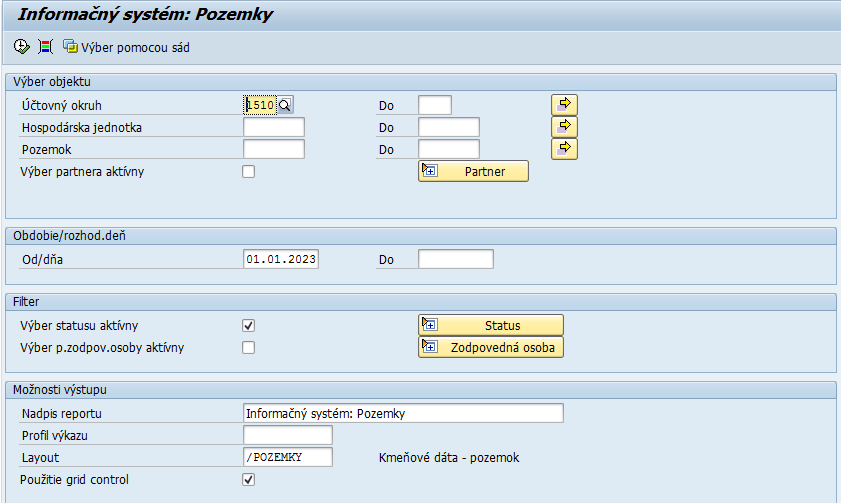 Informačný systém: Pozemky
Výber pomocou sád
Výber objektu
Účtovný okruh 1510 Do
Hospodárska jednotka Do
Pozemok Do
Výber partnera aktívny Partner
Obdobie/rozhod.deň
Od/dňa 01.01.2023 Do
Filter
Výber statusu aktívny Status
Výber p.zodpov.osoby aktívny Zodpovedná osoba
Možnosti výstupu
Nadpis reportu Informačný systém: Pozemky
Profil výkazu
Layout /POZEMKY Kmeňové dáta - pozemok
Použitie grid control